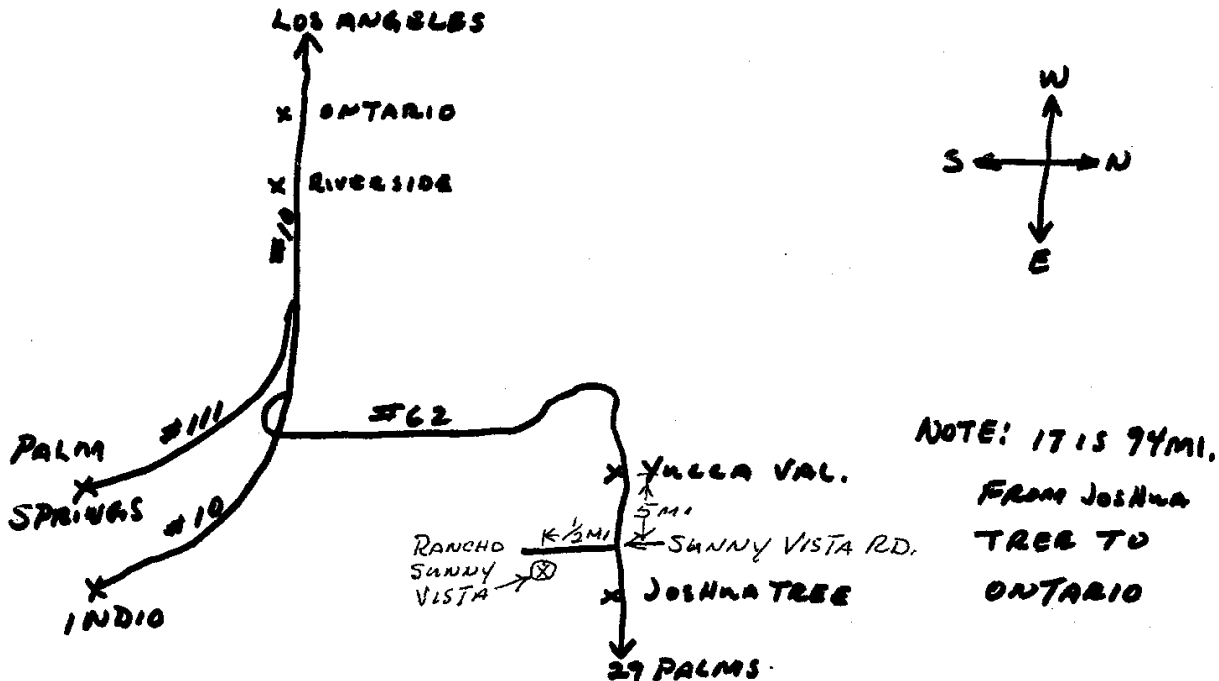 LOS ANGELES
ONTARIO
RIVERSIDE
#10
W
S N
E
#111
#62
PALM
SPRINGS
#10
INDIO
YUCCA VAL.
5 MI
½ MI
SUNNY VISTA RD.
RANCHO
SUNNY
VISTA
JOSHUA TREE
29 PALMS.
NOTE: IT IS 94 MI.
FROM JOSHUA
TREE TO
ONTARIO